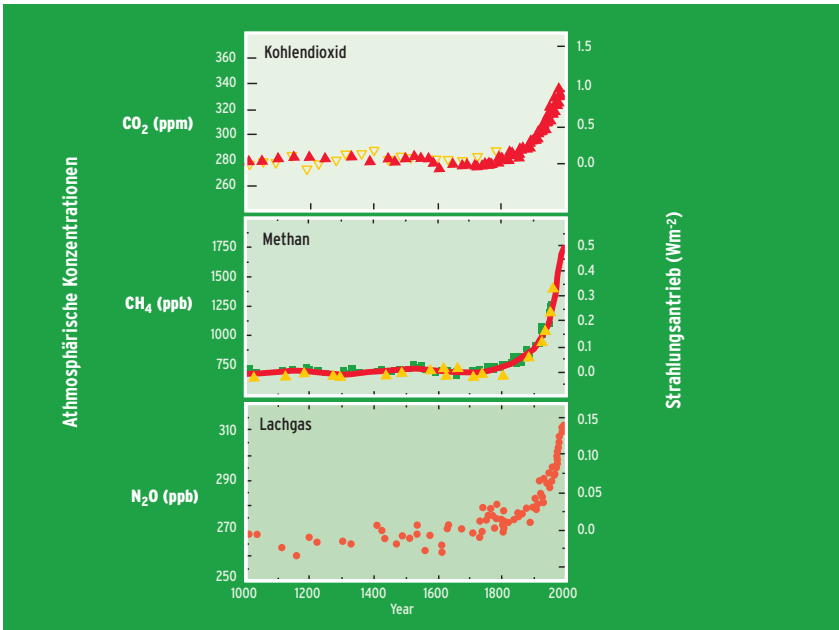 Athmosphärische Konzentrationen
Kohlendioxid
CO2 (ppm)
360
340
320
300
280
260
1.5
1.0
0.5
0.0
Methan
CH4 (ppb)
1750
1500
1250
1000
750
0.5
0.4
0.3
0.2
0.1
0.0
Lachgas
N2O (ppb)
310
290
270
250
0.15
0.10
0.05
0.0
1000 1200 1400 1600 1800 2000
Year
Strahlungsantrieb (Wm-2)